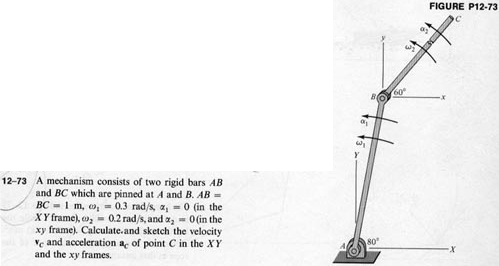 FIGURE P12-73
C
α₂
ω₂
y
B
60°
x
α₁
ω₁
Y
12–73 A mechanism consists of two rigid bars AB
and BC which are pinned at A and B. AB =
BC = 1 m, ω₁ = 0.3 rad/s, α₁ = 0 (in the
XY frame), ω₂ = 0.2 rad/s, and α₂ = 0 (in the
xy frame). Calculate and sketch the velocity
v_C and acceleration a_C of point C in the XY
and the xy frames.
A
80°
X